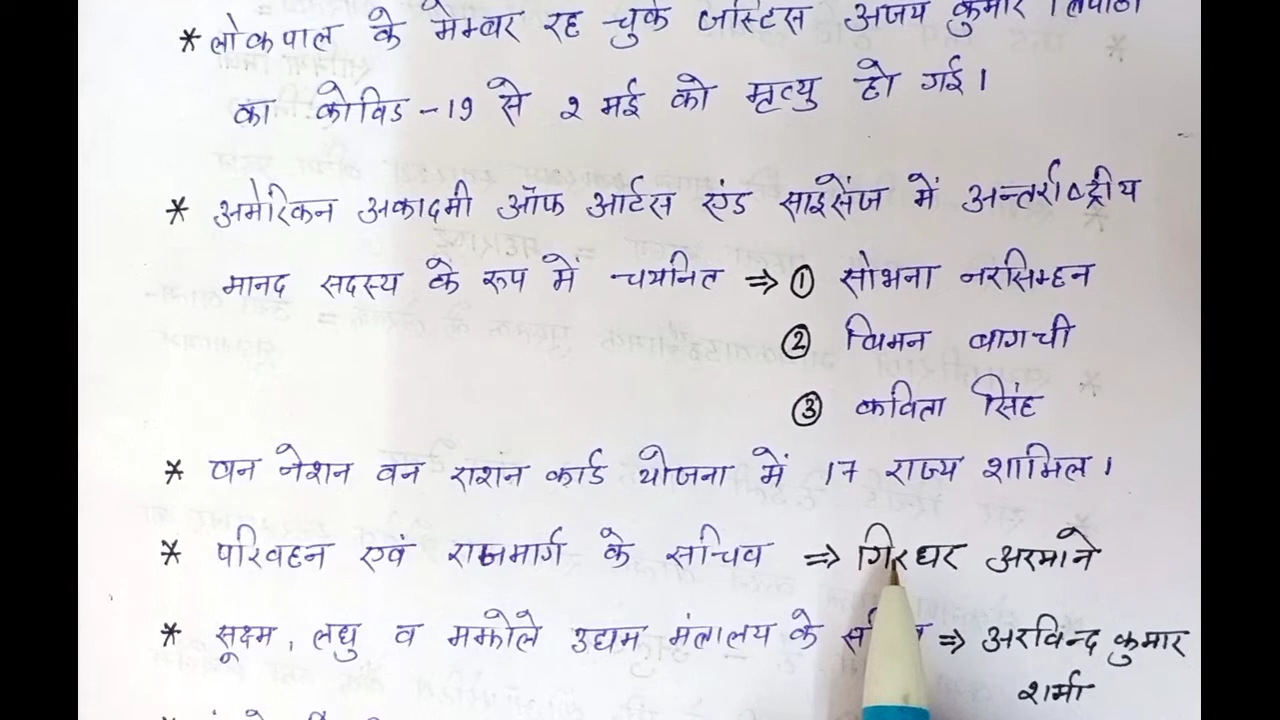 * लोकपाल के मेम्बर रह चुके जस्टिस अजय कुमार त्रिपाठी
का कोविड -19 से 2 मई को मृत्यु हो गई।
* अमेरिकन अकादमी ऑफ आर्टस एंड साइसेंज में अन्तर्राष्ट्रीय
मानद सदस्य के रूप में चयनित ⇒ ① सोभना नरसिम्हन
② विमन बागची
③ कविता सिंह
* वन नेशन वन राशन कार्ड योजना में 17 राज्य शामिल।
* परिवहन एवं राजमार्ग के सचिव ⇒ गिरधर अरमाने
* सूक्ष्म, लघु व मझोले उद्यम मंत्रालय के ⇒ अरविन्द कुमार
शर्मा